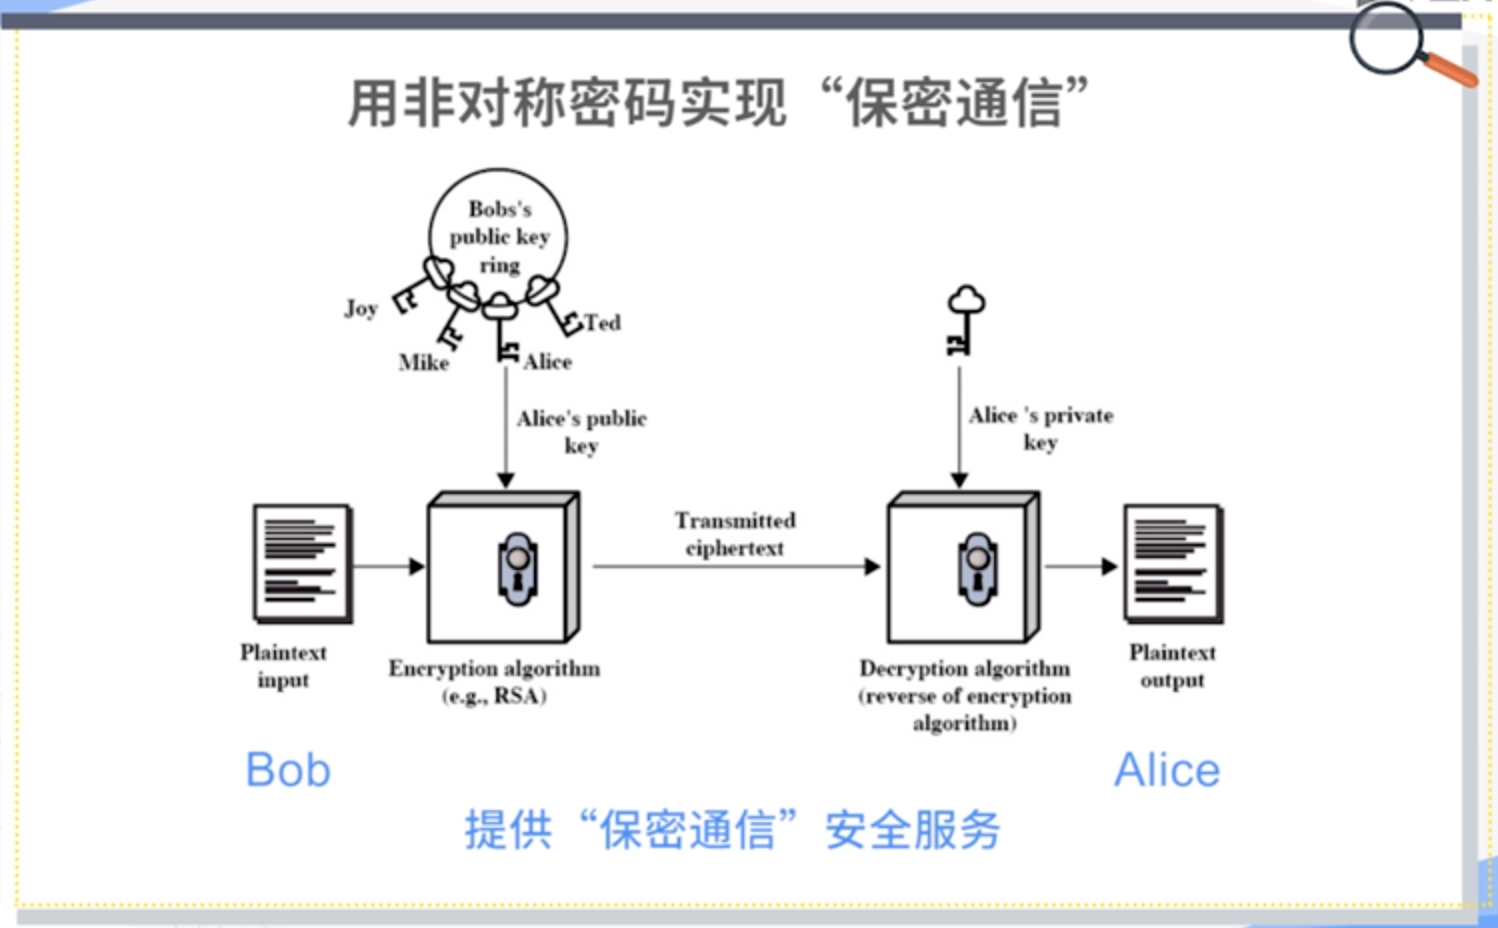 用非对称密码实现“保密通信”
Bobs's
public key
ring
Joy
Ted
Mike
Alice
Alice's public
key
Alice 's private
key
Transmitted
ciphertext
Plaintext
input
Encryption algorithm
(e.g., RSA)
Decryption algorithm
(reverse of encryption
algorithm)
Plaintext
output
Bob
Alice
提供“保密通信”安全服务